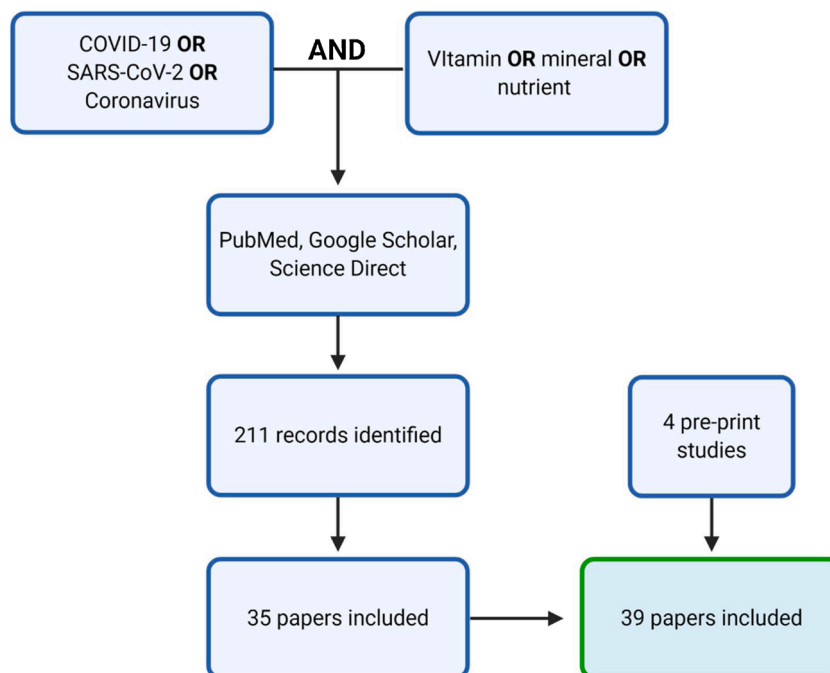 COVID-19 OR
SARS-CoV-2 OR
Coronavirus
AND
VItamin OR mineral OR
nutrient
PubMed, Google Scholar,
Science Direct
211 records identified
4 pre-print
studies
35 papers included
39 papers included